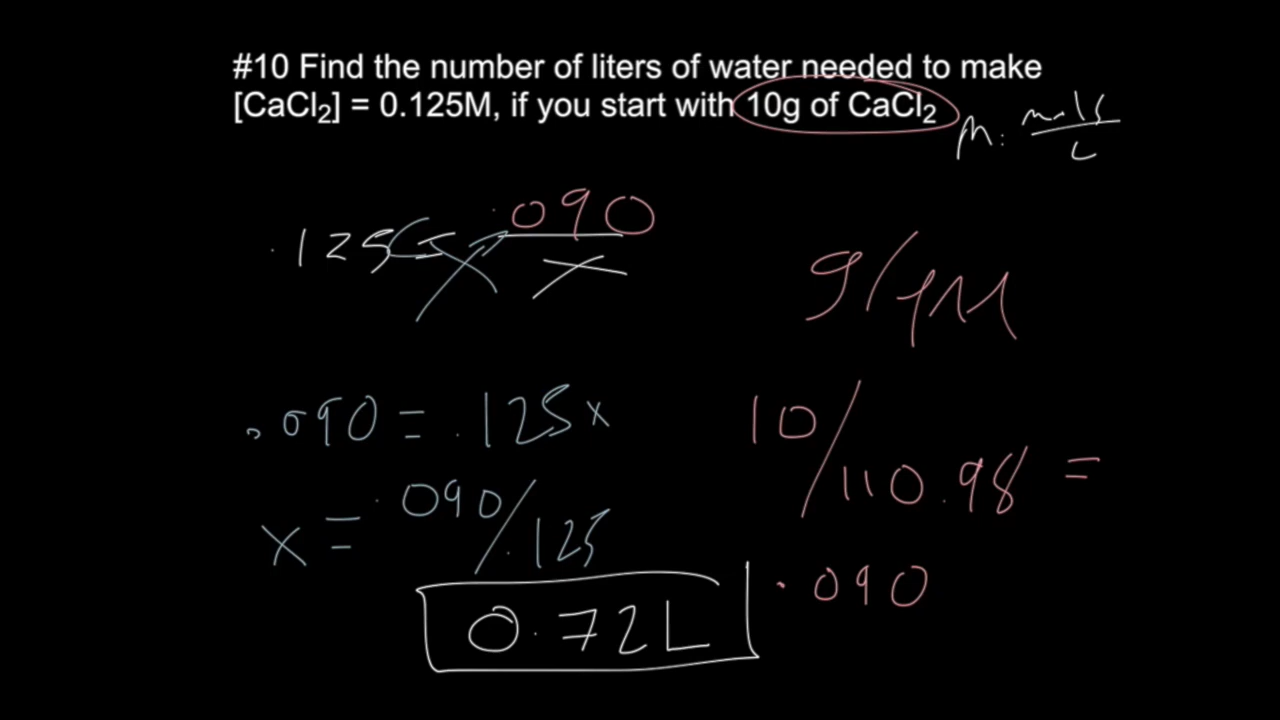 #10 Find the number of liters of water needed to make
[CaCl₂] = 0.125M, if you start with 10g of CaCl₂
M: mols/L
.125 = .090/x
g/gMM
.090 = .125x
10/110.98 =
x = .090/.125
.090
0.72L